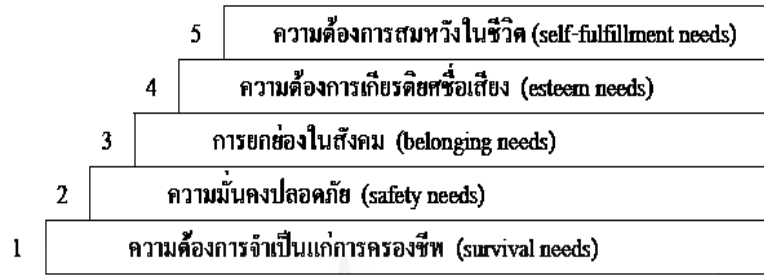 5 ความต้องการสมหวังในชีวิต (self-fulfillment needs)
4 ความต้องการเกียรติยศชื่อเสียง (esteem needs)
3 การยกย่องในสังคม (belonging needs)
2 ความมั่นคงปลอดภัย (safety needs)
1 ความต้องการจำเป็นแก่การครองชีพ (survival needs)